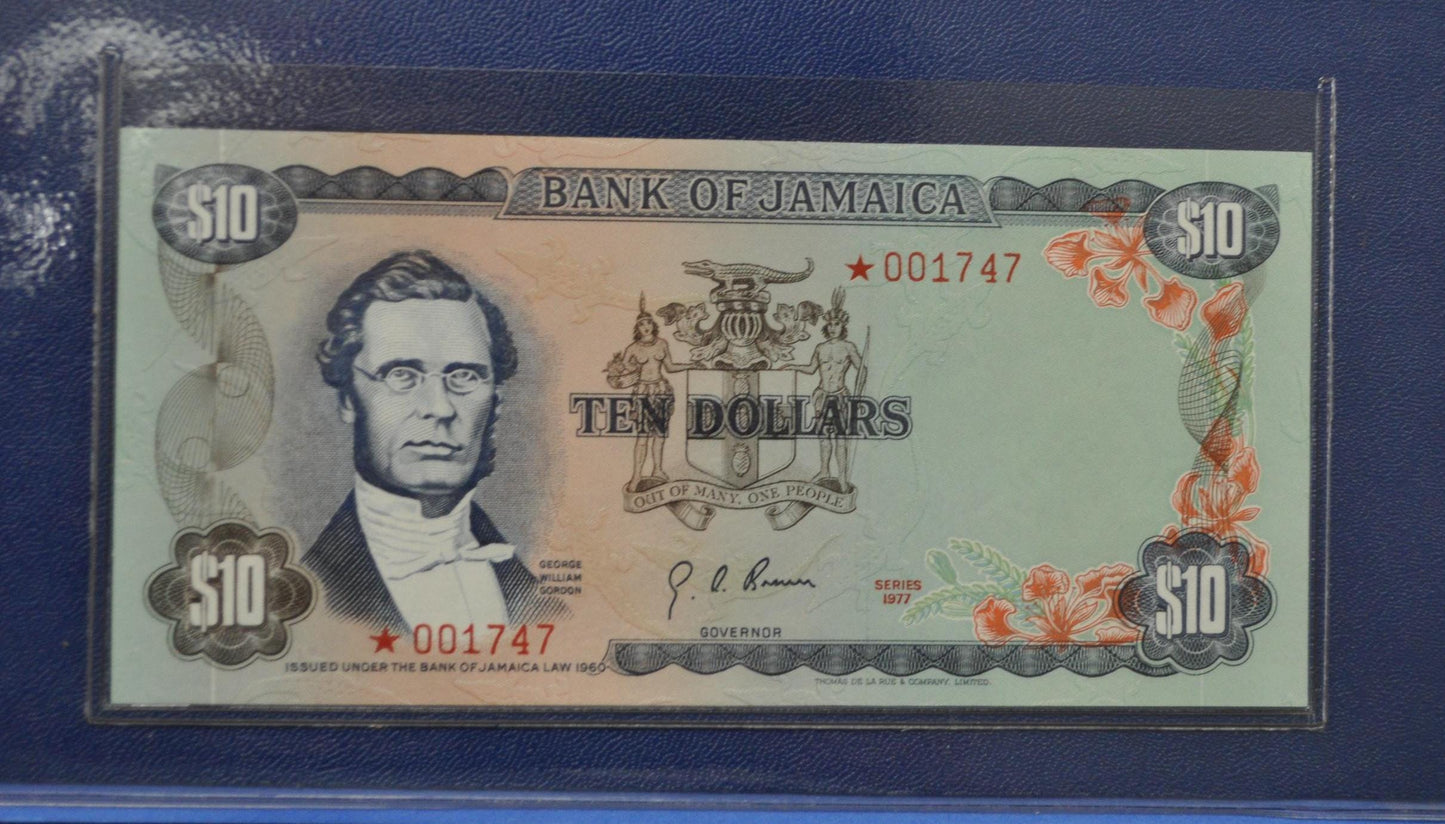 BANK OF JAMAICA
$10
$10
★001747
TEN DOLLARS
OUT OF MANY, ONE PEOPLE
GEORGE
WILLIAM
GORDON
SERIES
1977
$10
$10
GOVERNOR
★001747
ISSUED UNDER THE BANK OF JAMAICA LAW 1960
THOMAS DE LA RUE & COMPANY, LIMITED.